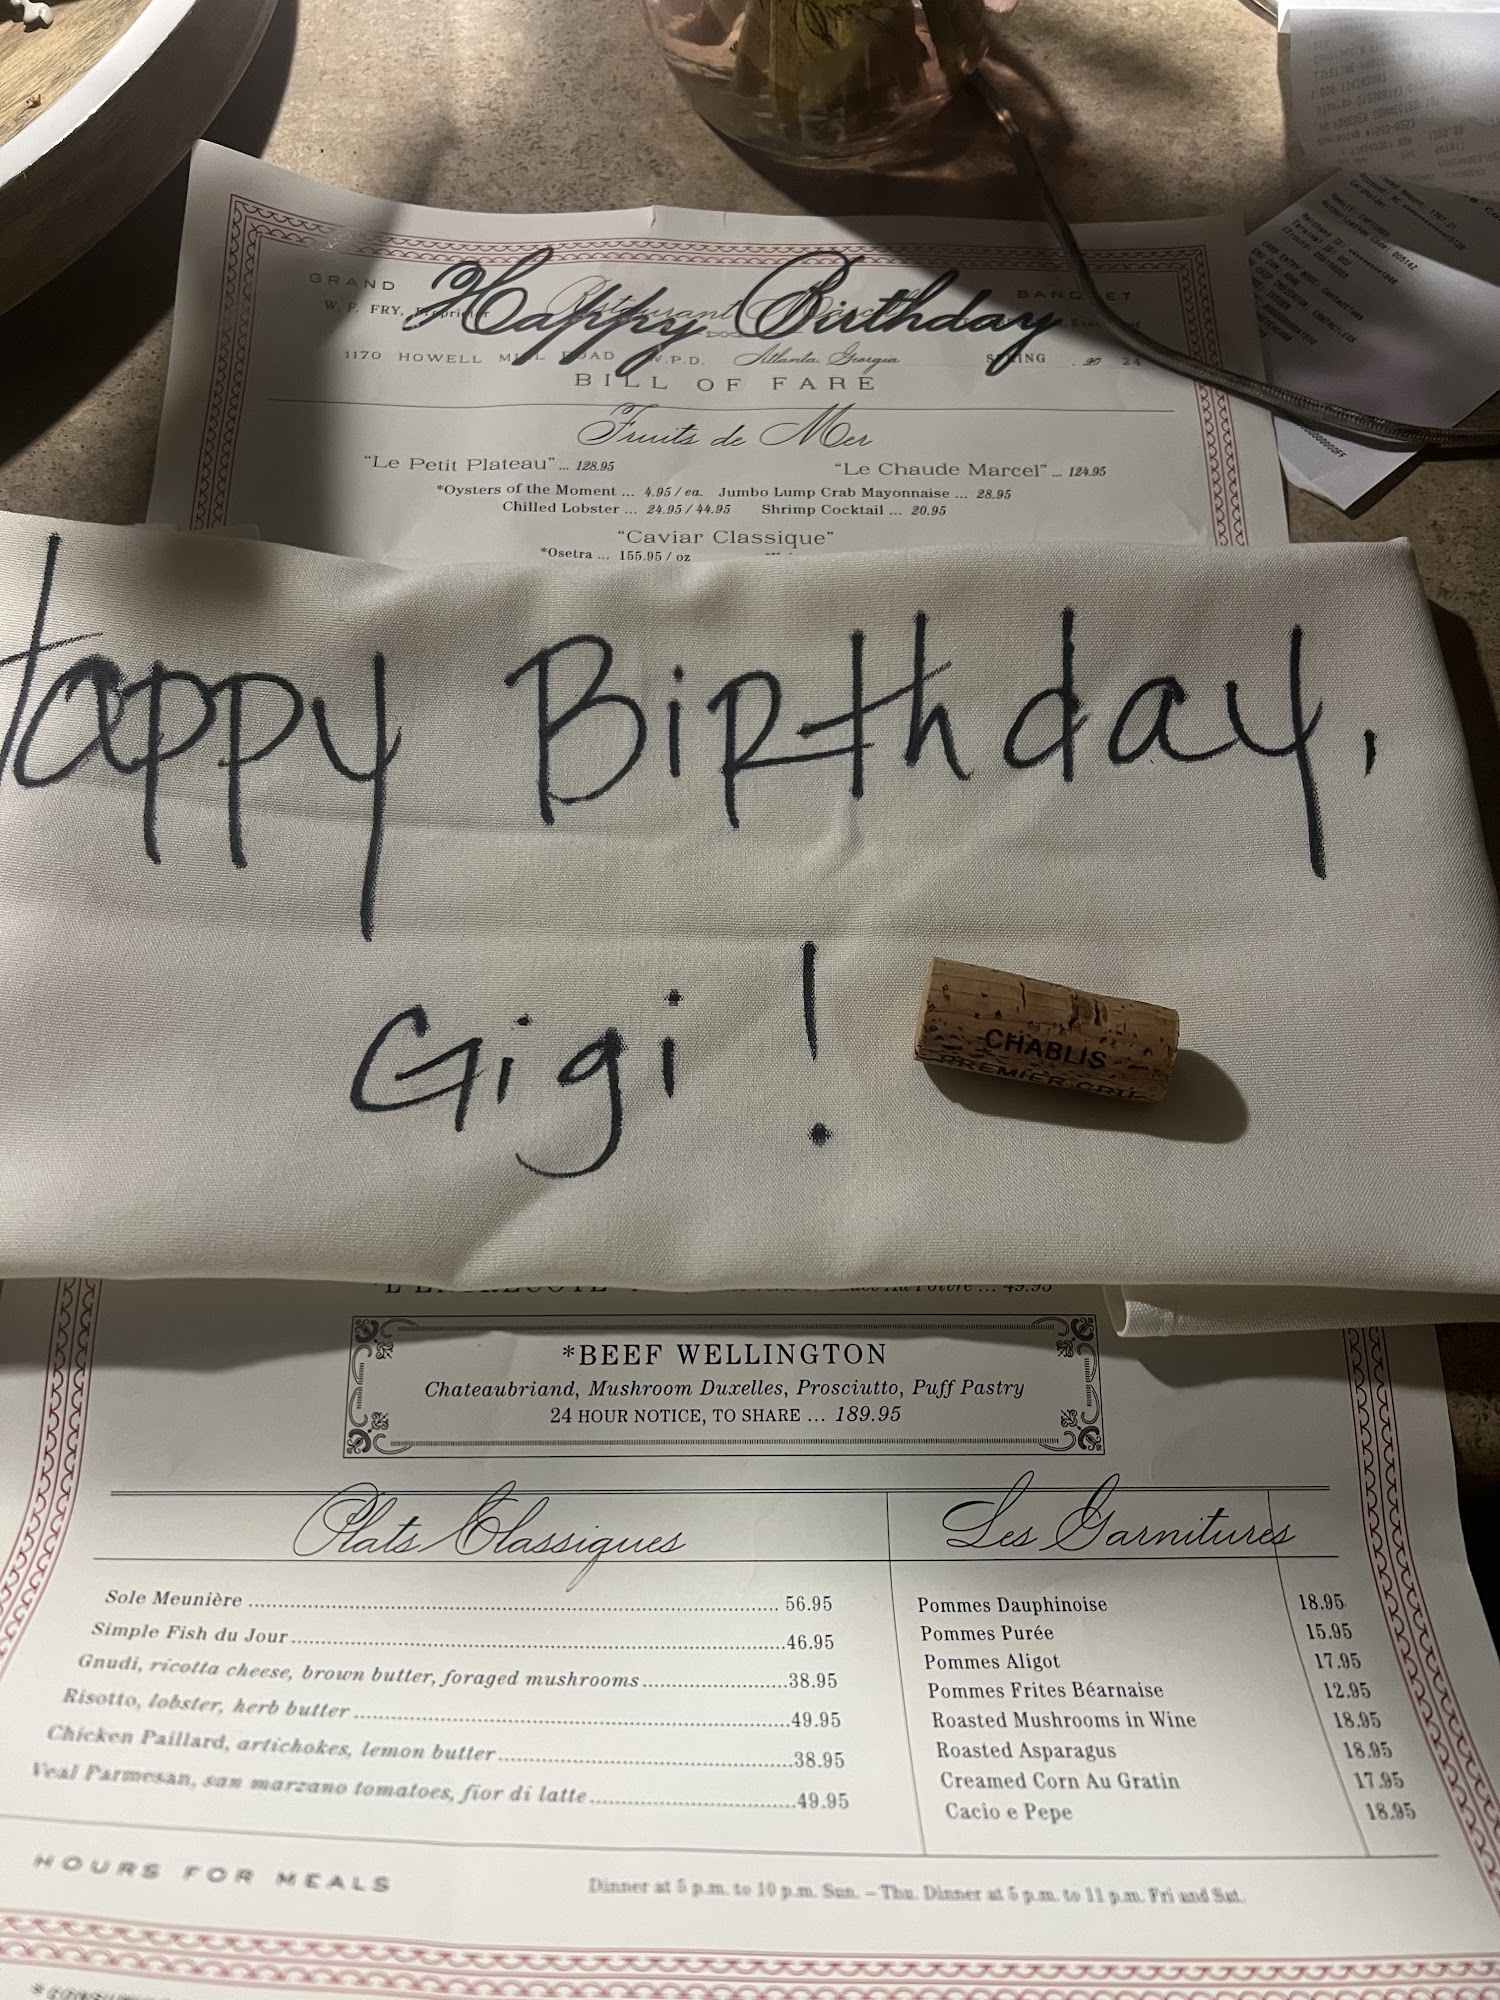 GRAND Restaurant BANQUET
Happy Birthday
W. F. FRY, Proprietor
1170 HOWELL MILL ROAD W.P.D. Atlanta, Georgia SPRING 20 24
BILL OF FARE
Fruits de Mer
"Le Petit Plateau" ... 128.95 "Le Chaude Marcel" ... 124.95
*Oysters of the Moment ... 4.95 / ea. Jumbo Lump Crab Mayonnaise ... 28.95
Chilled Lobster ... 24.95 / 44.95 Shrimp Cocktail ... 20.95
"Caviar Classique"
*Osetra ... 155.95 / oz
Happy Birthday,
Gigi!
CHABLIS
PREMIER CRU
49.95
*BEEF WELLINGTON
Chateaubriand, Mushroom Duxelles, Prosciutto, Puff Pastry
24 HOUR NOTICE, TO SHARE ... 189.95
Plats Classiques
Sole Meunière 56.95
Simple Fish du Jour 46.95
Gnudi, ricotta cheese, brown butter, foraged mushrooms 38.95
Risotto, lobster, herb butter 49.95
Chicken Paillard, artichokes, lemon butter 38.95
Veal Parmesan, san marzano tomatoes, fior di latte 49.95
Les Garnitures
Pommes Dauphinoise 18.95
Pommes Purée 15.95
Pommes Aligot 17.95
Pommes Frites Béarnaise 12.95
Roasted Mushrooms in Wine 18.95
Roasted Asparagus 18.95
Creamed Corn Au Gratin 17.95
Cacio e Pepe 18.95
HOURS FOR MEALS
Dinner at 5 p.m. to 10 p.m. Sun. – Thu. Dinner at 5 p.m. to 11 p.m. Fri and Sat.